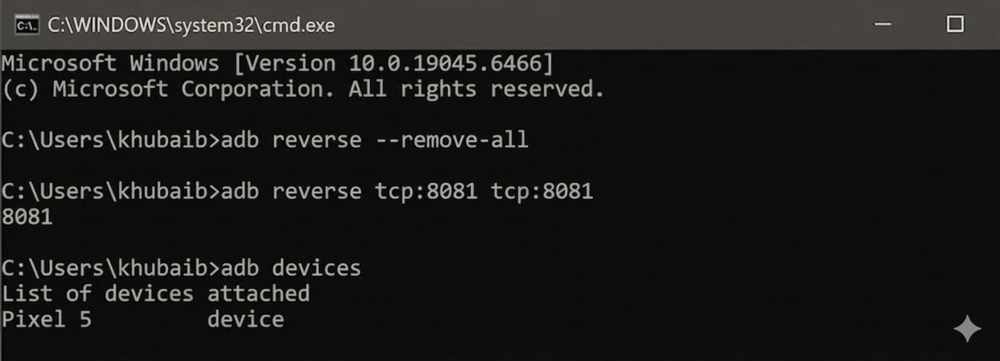 C:\WINDOWS\system32\cmd.exe
Microsoft Windows [Version 10.0.19045.6466]
(c) Microsoft Corporation. All rights reserved.
C:\Users\khubaib>adb reverse --remove-all
C:\Users\khubaib>adb reverse tcp:8081 tcp:8081
8081
C:\Users\khubaib>adb devices
List of devices attached
Pixel 5         device